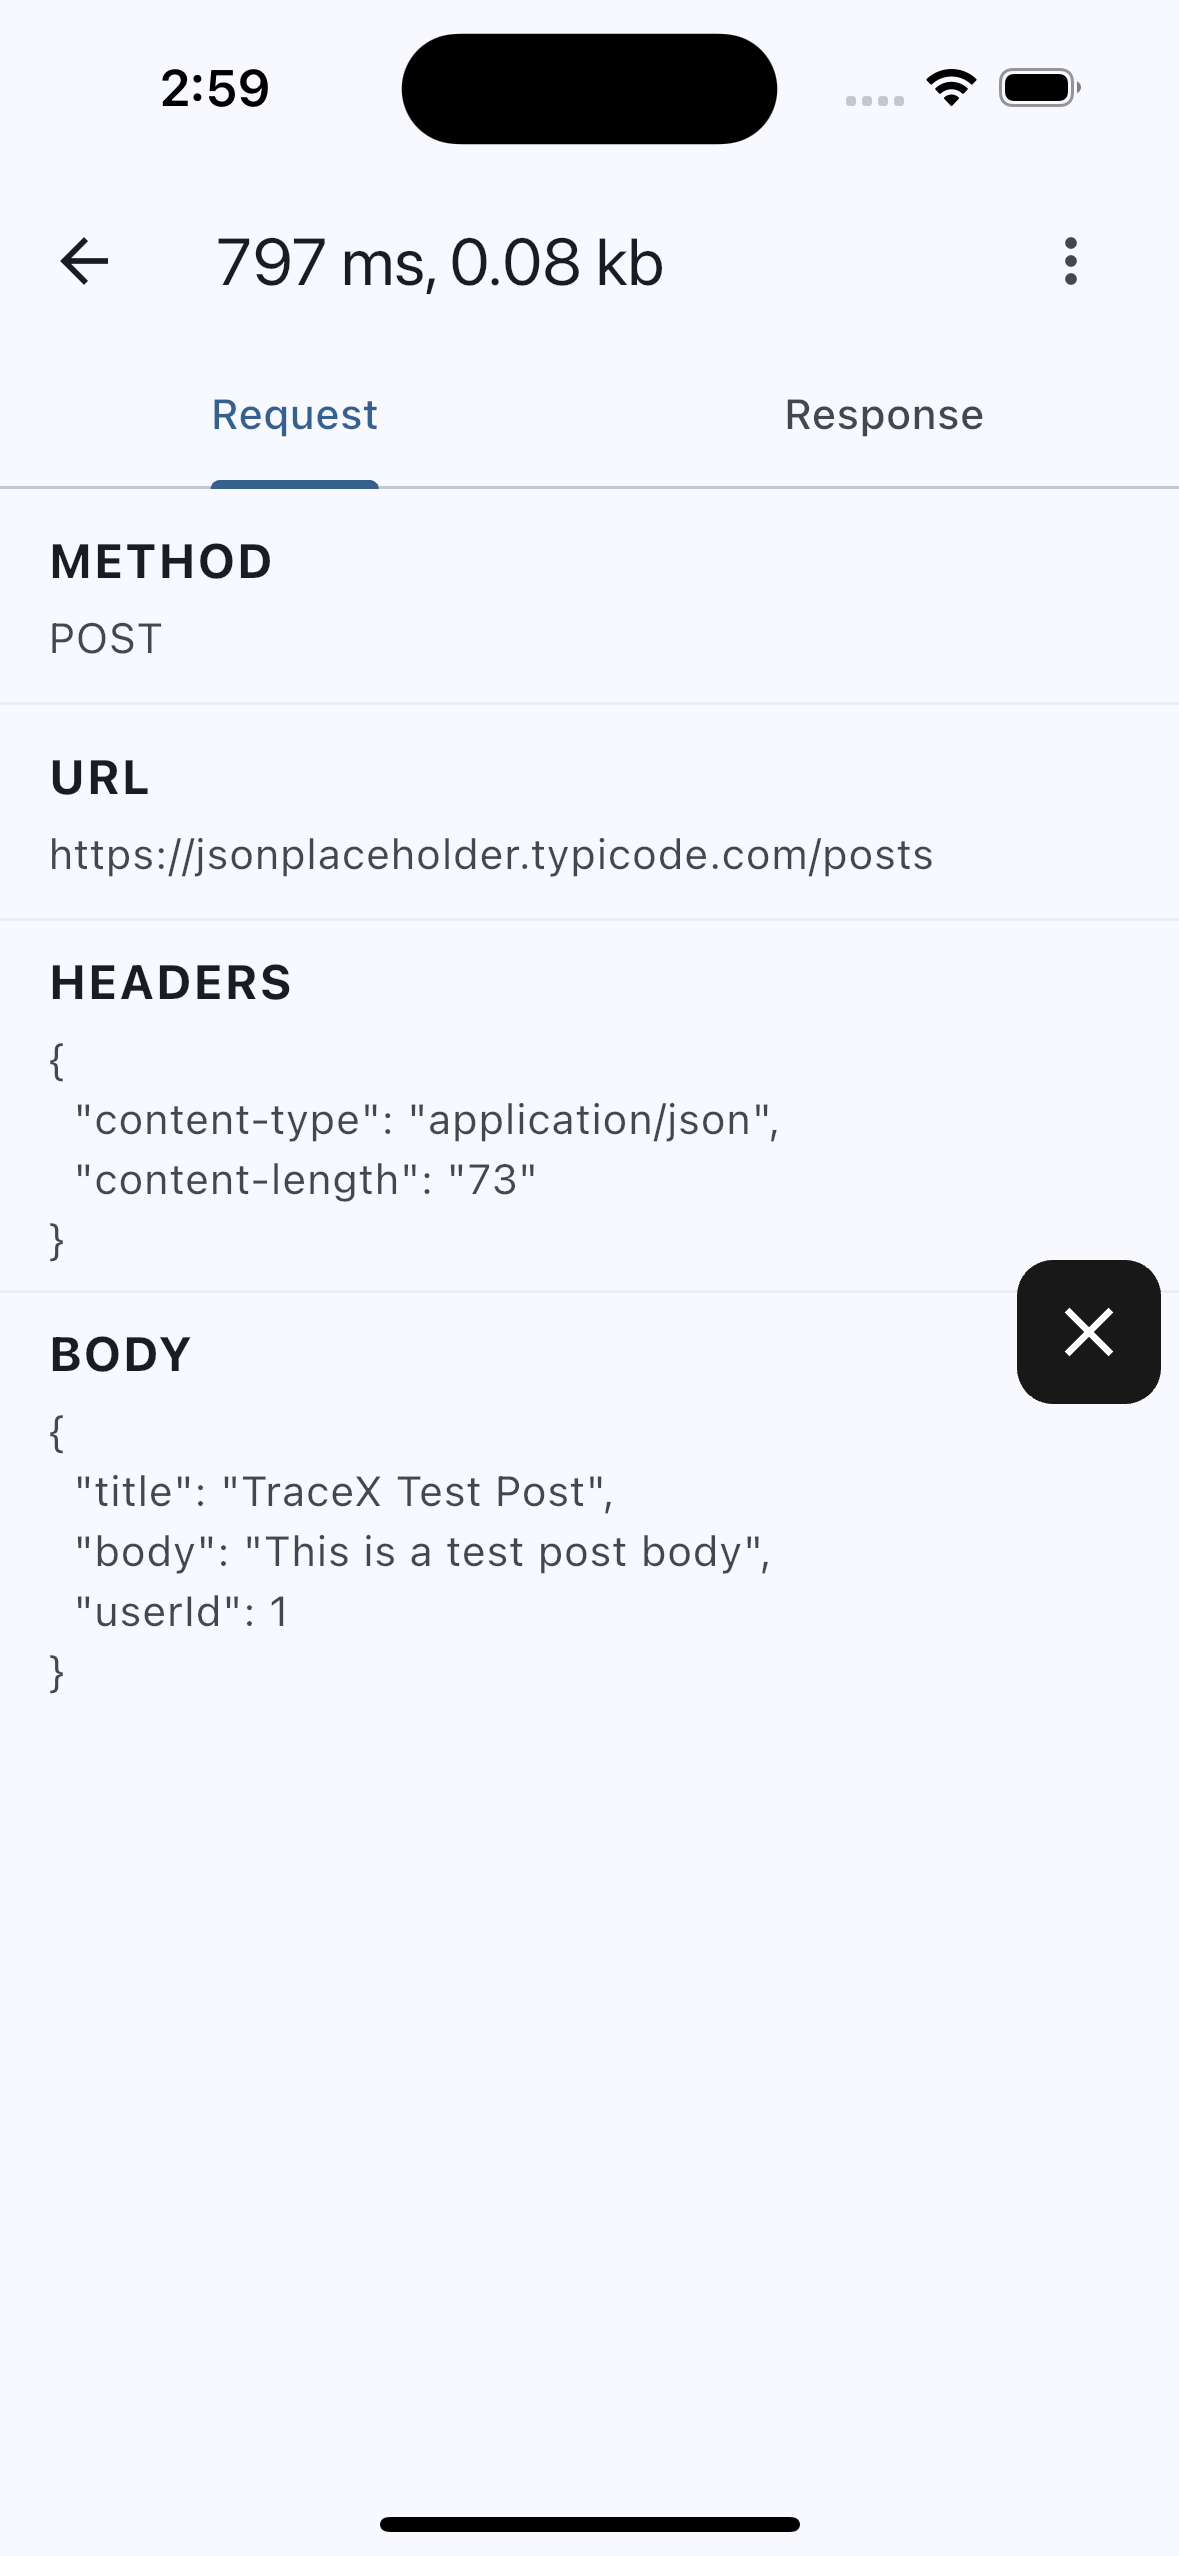 2:59
797 ms, 0.08 kb
Request
Response
METHOD
POST
URL
https://jsonplaceholder.typicode.com/posts
HEADERS
{
"content-type": "application/json",
"content-length": "73"
}
BODY
{
"title": "TraceX Test Post",
"body": "This is a test post body",
"userId": 1
}